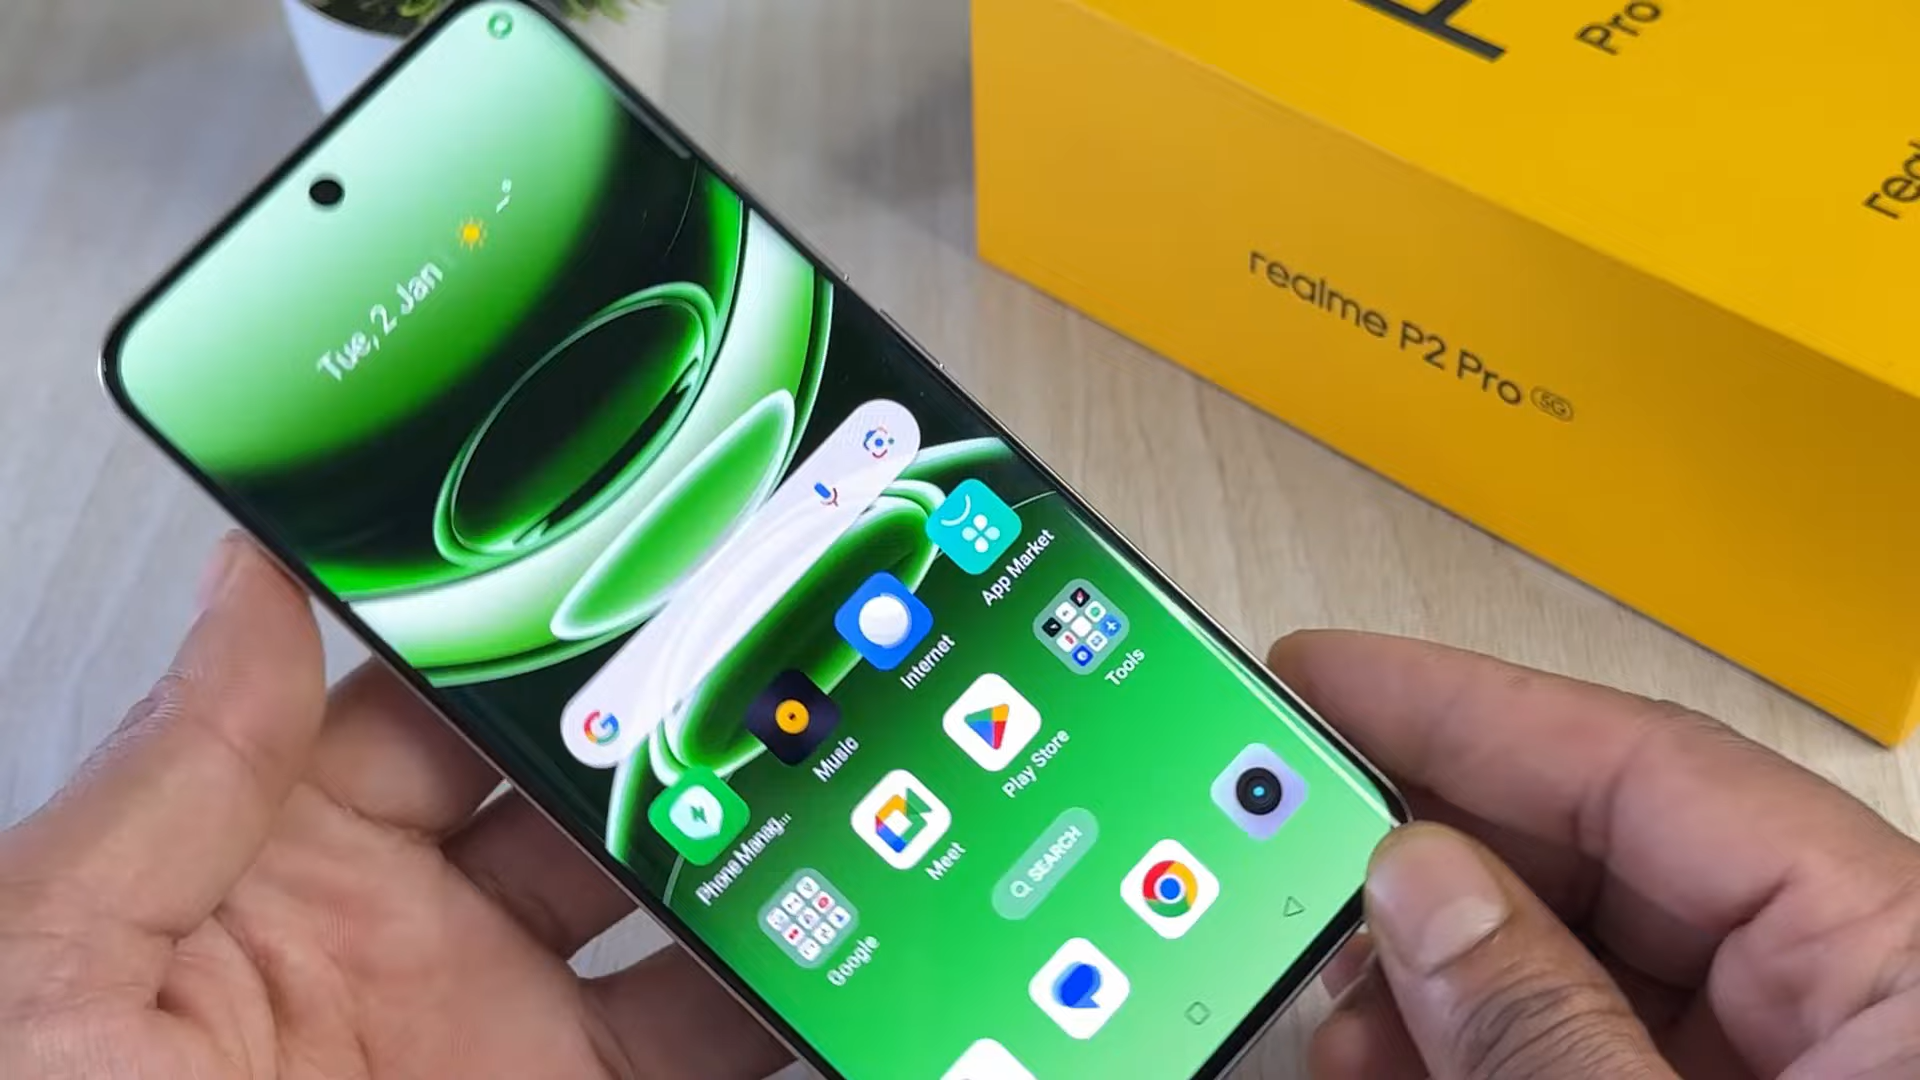 Tue, 2 Jan
App Market
Internet
Music
Phone Manag...
Tools
Play Store
Meet
Google
SEARCH
Pro
realme P2 Pro 5G